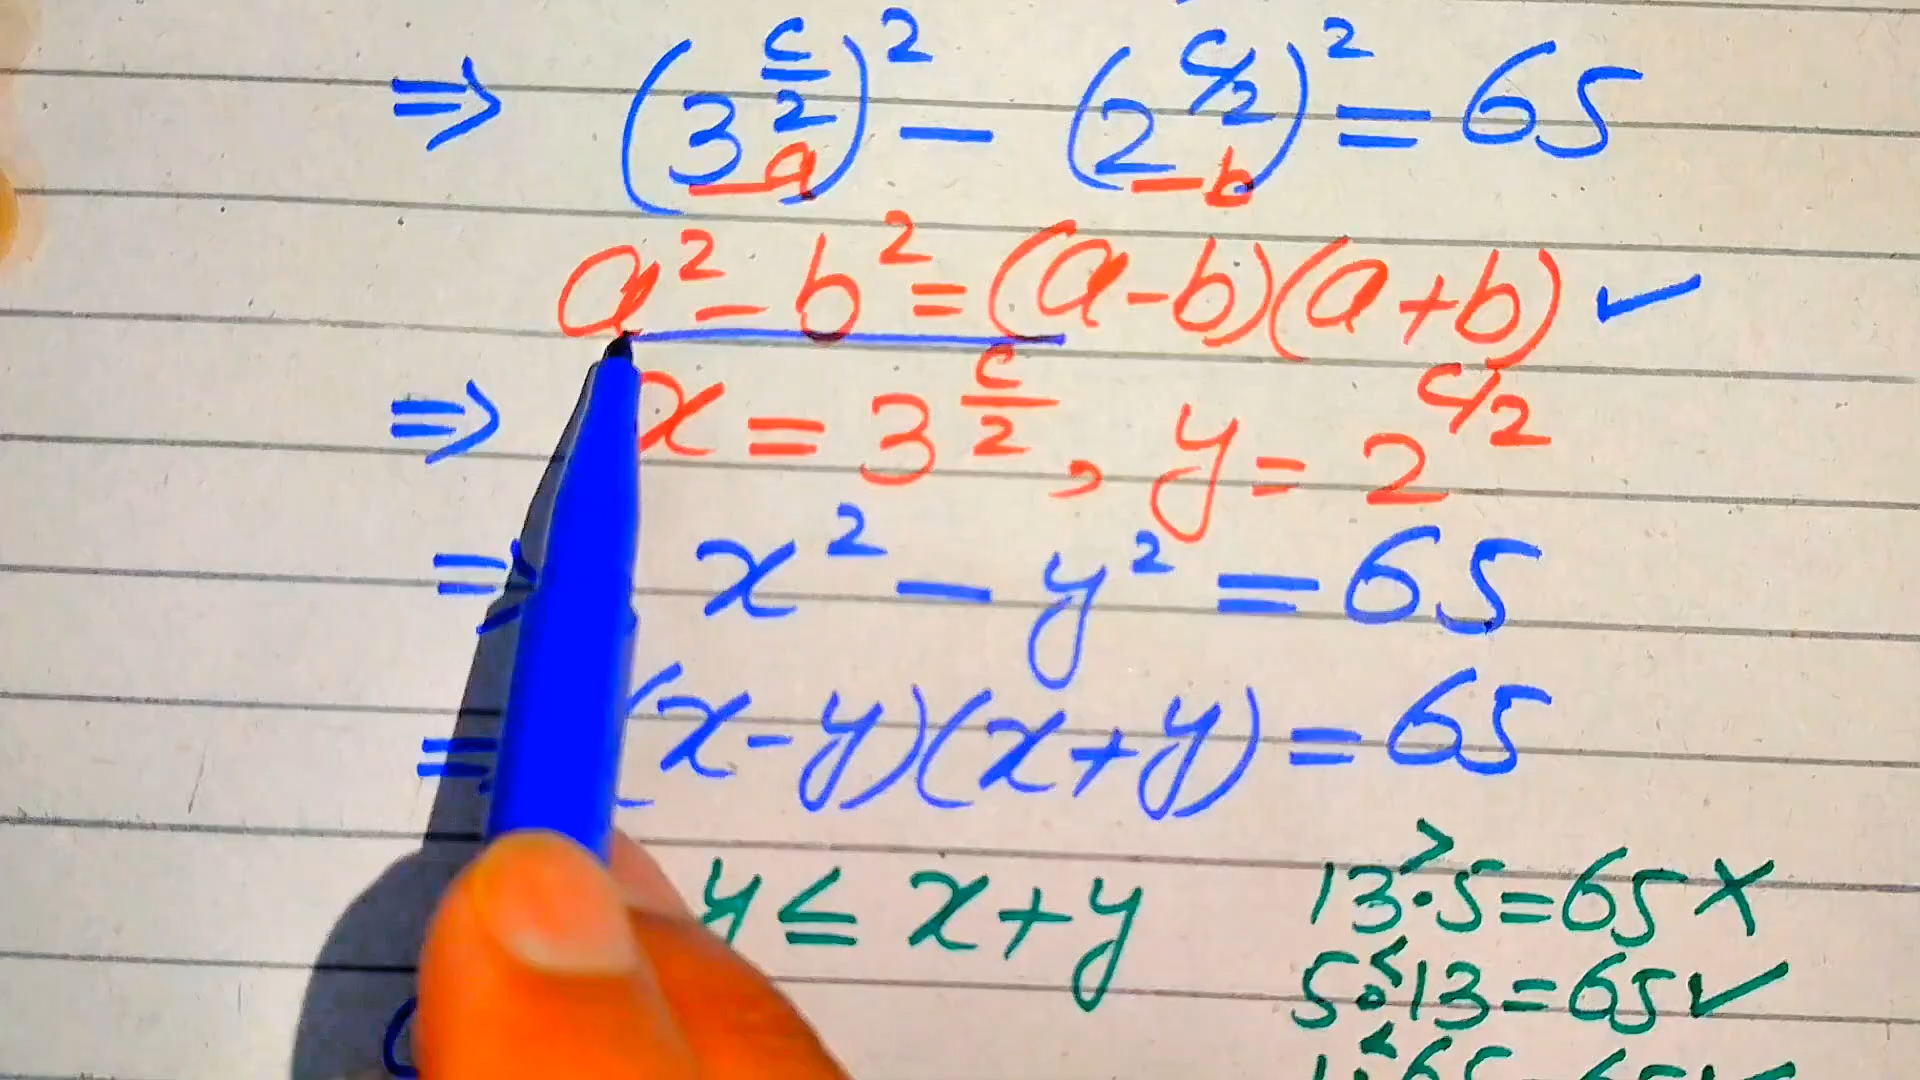 ⇒ (3^(c/2))² − (2^(c/2))² = 65
a b
a² − b² = (a − b)(a + b) ✓
⇒ x = 3^(c/2), y = 2^(c/2)
⇒ x² − y² = 65
= (x − y)(x + y) = 65
y ≤ x + y
>
13·5 = 65 ✗
<
5·13 = 65 ✓
<